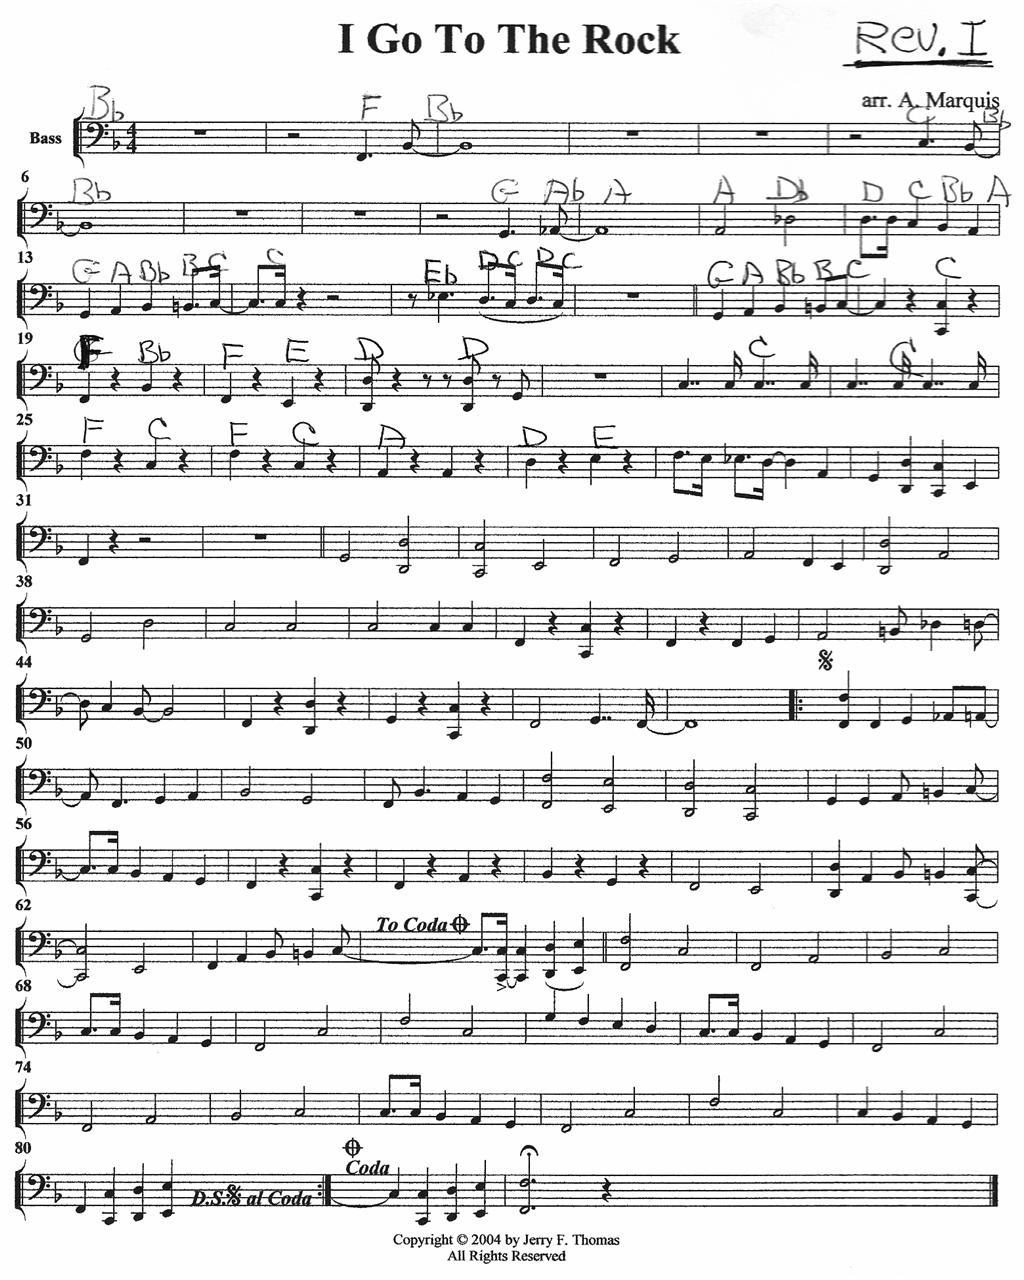 I Go To The Rock
Rev. I
arr. A. Marquis
Bb F Bb C Bb
Bass
6
Bb G Ab A A Db D C Bb A
13
G A Bb B C C Eb D C D C G A Bb B C C
19
F Bb F E D D C C
25
F C F C A D E
31
38
44
50
56
62
To Coda
68
74
80
Coda
D.S. al Coda
Copyright © 2004 by Jerry F. Thomas
All Rights Reserved